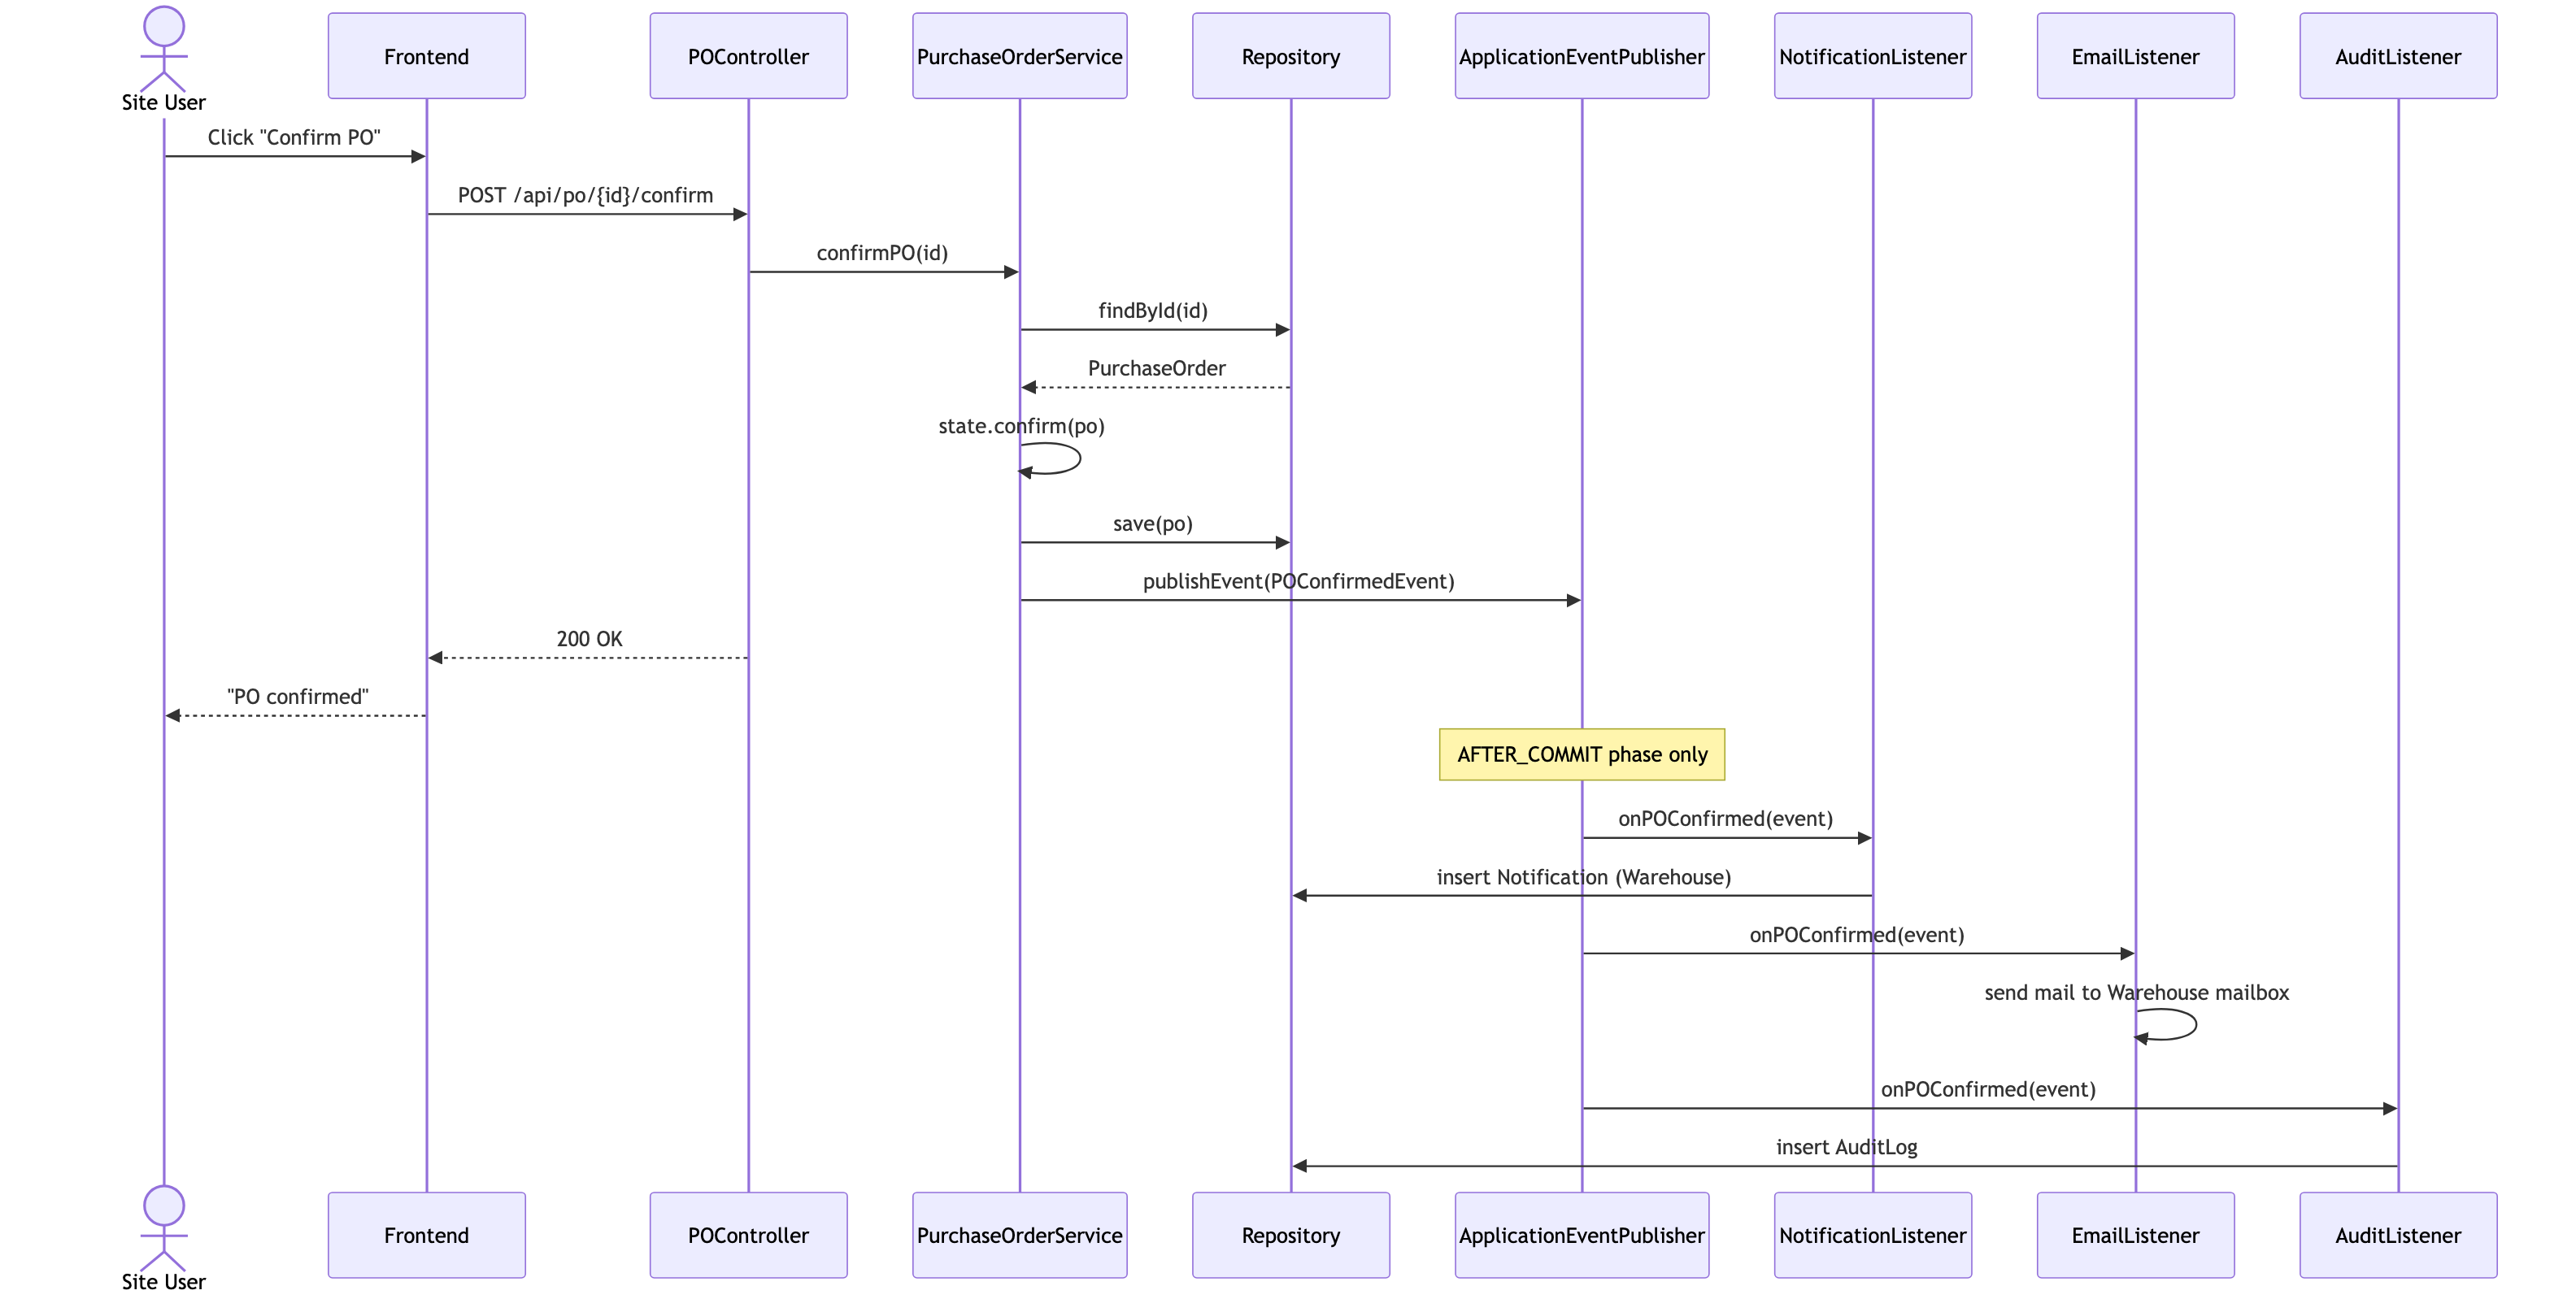 Site User
Frontend
POController
PurchaseOrderService
Repository
ApplicationEventPublisher
NotificationListener
EmailListener
AuditListener
Click "Confirm PO"
POST /api/po/{id}/confirm
confirmPO(id)
findById(id)
PurchaseOrder
state.confirm(po)
save(po)
publishEvent(POConfirmedEvent)
200 OK
"PO confirmed"
AFTER_COMMIT phase only
onPOConfirmed(event)
insert Notification (Warehouse)
onPOConfirmed(event)
send mail to Warehouse mailbox
onPOConfirmed(event)
insert AuditLog
Site User
Frontend
POController
PurchaseOrderService
Repository
ApplicationEventPublisher
NotificationListener
EmailListener
AuditListener